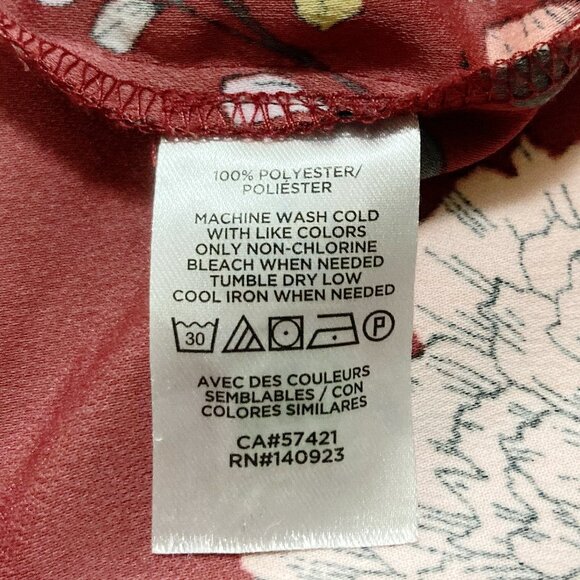 100% POLYESTER/
POLIÉSTER
MACHINE WASH COLD
WITH LIKE COLORS
ONLY NON-CHLORINE
BLEACH WHEN NEEDED
TUMBLE DRY LOW
COOL IRON WHEN NEEDED
30 P
AVEC DES COULEURS
SEMBLABLES / CON
COLORES SIMILARES
CA#57421
RN#140923